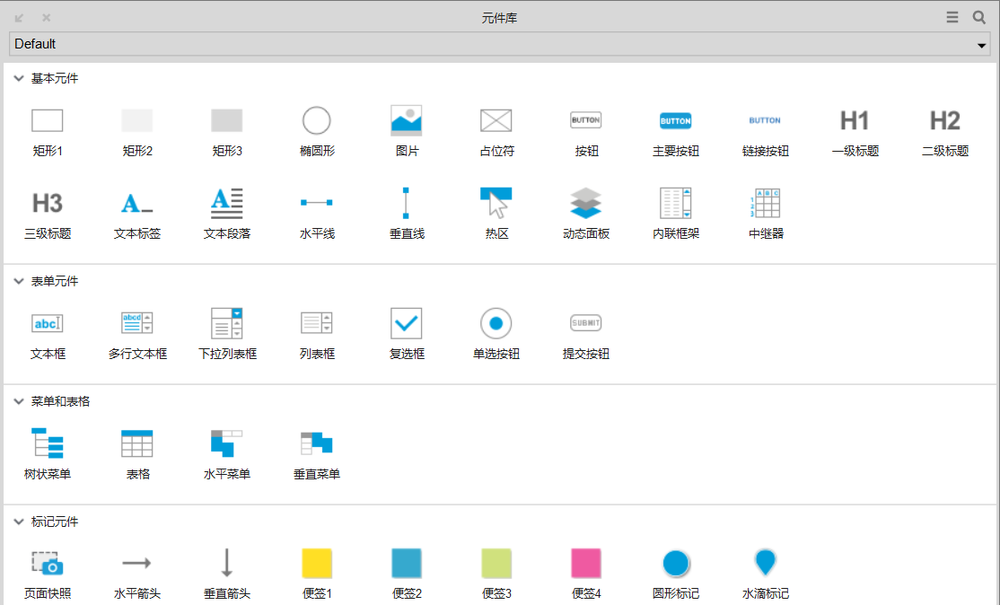 元件库
Default
基本元件
BUTTON BUTTON BUTTON H1 H2
矩形1 矩形2 矩形3 椭圆形 图片 占位符 按钮 主要按钮 链接按钮 一级标题 二级标题
H3 A_ A A B C 1 2 3
三级标题 文本标签 文本段落 水平线 垂直线 热区 动态面板 内联框架 中继器
表单元件
abc abcd SUBMIT
文本框 多行文本框 下拉列表框 列表框 复选框 单选按钮 提交按钮
菜单和表格
树状菜单 表格 水平菜单 垂直菜单
标记元件
页面快照 水平箭头 垂直箭头 便签1 便签2 便签3 便签4 圆形标记 水滴标记